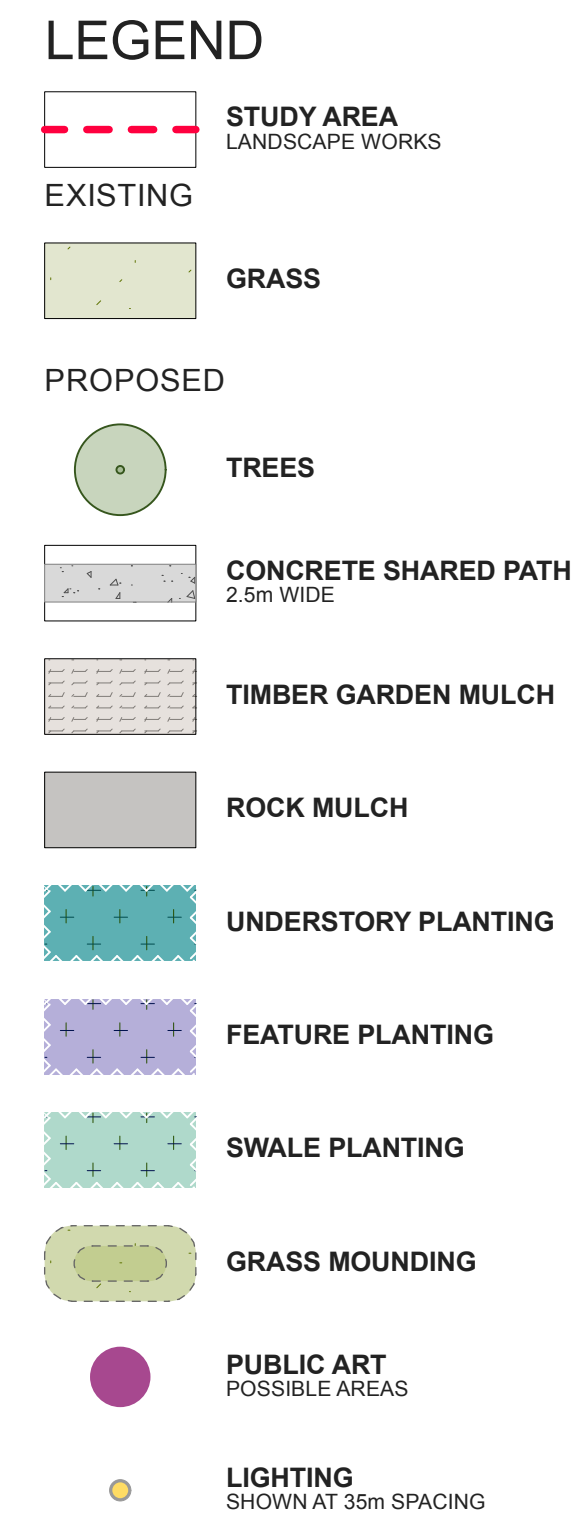 LEGEND
STUDY AREA
LANDSCAPE WORKS
EXISTING
GRASS
PROPOSED
TREES
CONCRETE SHARED PATH
2.5m WIDE
TIMBER GARDEN MULCH
ROCK MULCH
UNDERSTORY PLANTING
FEATURE PLANTING
SWALE PLANTING
GRASS MOUNDING
PUBLIC ART
POSSIBLE AREAS
LIGHTING
SHOWN AT 35m SPACING